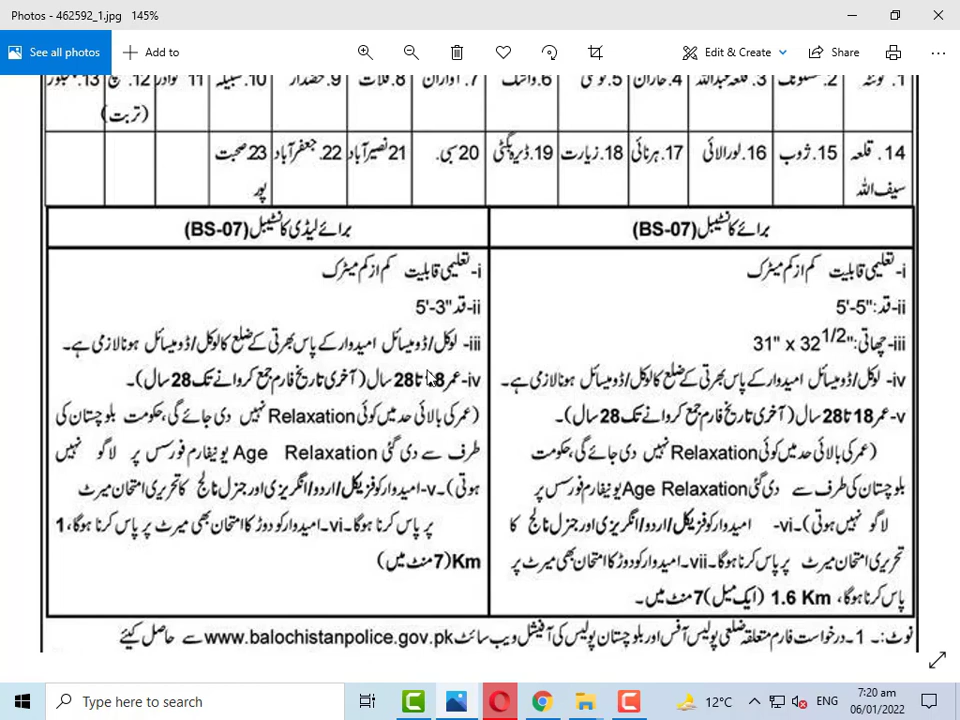 Photos - 462592_1.jpg 145%
See all photos
Add to
Edit & Create
Share
1. کوئٹہ 2. مستونگ 3. قلعہ عبداللہ 4. خاران 5. نوشکی 6. واشک 7. آواران 8. قلات 9. خضدار 10. لسبیلہ 11 گوادر 12. کیچ (تربت) 13. پنجگور
14. قلعہ سیف اللہ 15. ژوب 16. لورالائی 17. ہرنائی 18. زیارت 19. ڈیرہ بگٹی 20 سبی. 21 نصیر آباد 22. جعفر آباد 23. صحبت پور
برائے کانسٹیبل (BS-07)
i- تعلیمی قابلیت کم از کم میٹرک
ii- قد: "5-'5
iii- چھاتی: "31" x 32 1/2
iv- لوکل/ڈومیسائل امیدوار کے پاس بھرتی کے ضلع کا لوکل/ڈومیسائل ہونا لازمی ہے۔
v- عمر 18 تا 28 سال (آخری تاریخ فارم جمع کروانے تک 28 سال)۔
(عمر کی بالائی حد میں کوئی Relaxation نہیں دی جائے گی، حکومت
بلوچستان کی طرف سے دی گئی Age Relaxation یونیفارم فورسس پر
لاگو نہیں ہوتی)۔ vi- امیدوار کو فزیکل/اردو/انگریزی اور جنرل نالج کا
تحریری امتحان میرٹ پر پاس کرنا ہوگا۔ vii۔ امیدوار کو دوڑ کا امتحان بھی میرٹ پر
پاس کرنا ہوگا، 1.6 Km (ایک میل) 7 منٹ میں۔
برائے لیڈی کانسٹیبل (BS-07)
i- تعلیمی قابلیت کم از کم میٹرک
ii- قد "3-'5
iii- لوکل/ڈومیسائل امیدوار کے پاس بھرتی کے ضلع کا لوکل/ڈومیسائل ہونا لازمی ہے۔
iv- عمر 18 تا 28 سال (آخری تاریخ فارم جمع کروانے تک 28 سال)۔
(عمر کی بالائی حد میں کوئی Relaxation نہیں دی جائے گی، حکومت بلوچستان کی
طرف سے دی گئی Age Relaxation یونیفارم فورسس پر لاگو نہیں
ہوتی)۔ v- امیدوار کو فزیکل/اردو/انگریزی اور جنرل نالج کا تحریری امتحان میرٹ
پر پاس کرنا ہوگا۔ vi۔ امیدوار کو دوڑ کا امتحان بھی میرٹ پر پاس کرنا ہوگا، 1
Km (7 منٹ میں)
نوٹ:۔ 1۔ درخواست فارم متعلقہ ضلعی پولیس آفس اور بلوچستان پولیس کی آفیشل ویب سائٹ www.balochistanpolice.gov.pk سے حاصل کیئے
Type here to search
12°C
ENG
7:20 am
06/01/2022